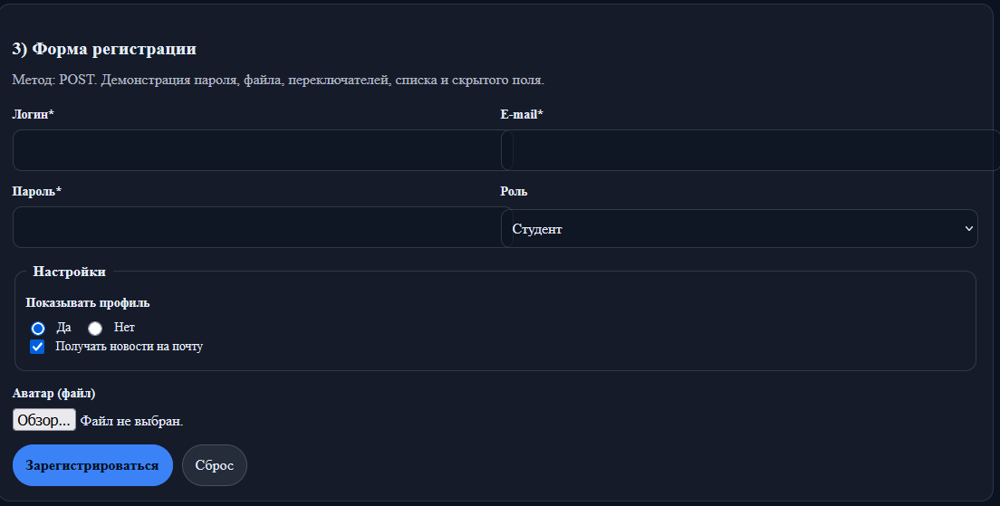 3) Форма регистрации
Метод: POST. Демонстрация пароля, файла, переключателей, списка и скрытого поля.
Логин* E-mail*
Пароль* Роль
Студент
Настройки
Показывать профиль
Да Нет
Получать новости на почту
Аватар (файл)
Обзор... Файл не выбран.
Зарегистрироваться Сброс